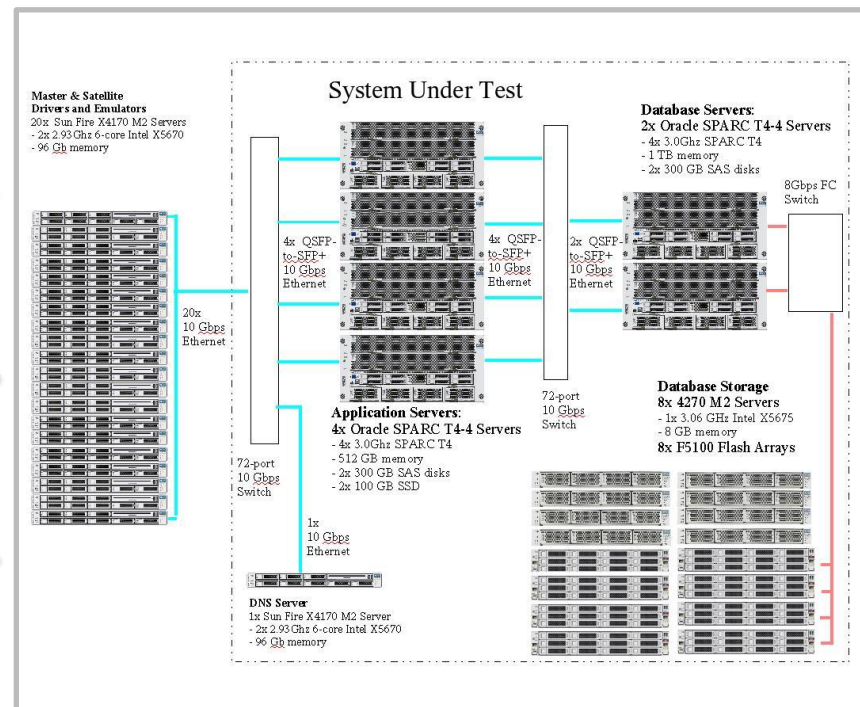 System Under Test
Master & Satellite
Drivers and Emulators
20x Sun Fire X4170 M2 Servers
- 2x 2.93Ghz 6-core Intel X5670
- 96 Gb memory
20x
10 Gbps
Ethernet
72-port
10 Gbps
Switch
4x QSFP-
to-SFP+
10 Gbps
Ethernet
4x QSFP-
to-SFP+
10 Gbps
Ethernet
2x QSFP-
to-SFP+
10 Gbps
Ethernet
Database Servers:
2x Oracle SPARC T4-4 Servers
- 4x 3.0Ghz SPARC T4
- 1 TB memory
- 2x 300 GB SAS disks
8Gbps FC
Switch
Application Servers:
4x Oracle SPARC T4-4 Servers
- 4x 3.0Ghz SPARC T4
- 512 GB memory
- 2x 300 GB SAS disks
- 2x 100 GB SSD
72-port
10 Gbps
Switch
Database Storage
8x 4270 M2 Servers
- 1x 3.06 GHz Intel X5675
- 8 GB memory
8x F5100 Flash Arrays
1x
10 Gbps
Ethernet
DNS Server
1x Sun Fire X4170 M2 Server
- 2x 2.93Ghz 6-core Intel X5670
- 96 Gb memory